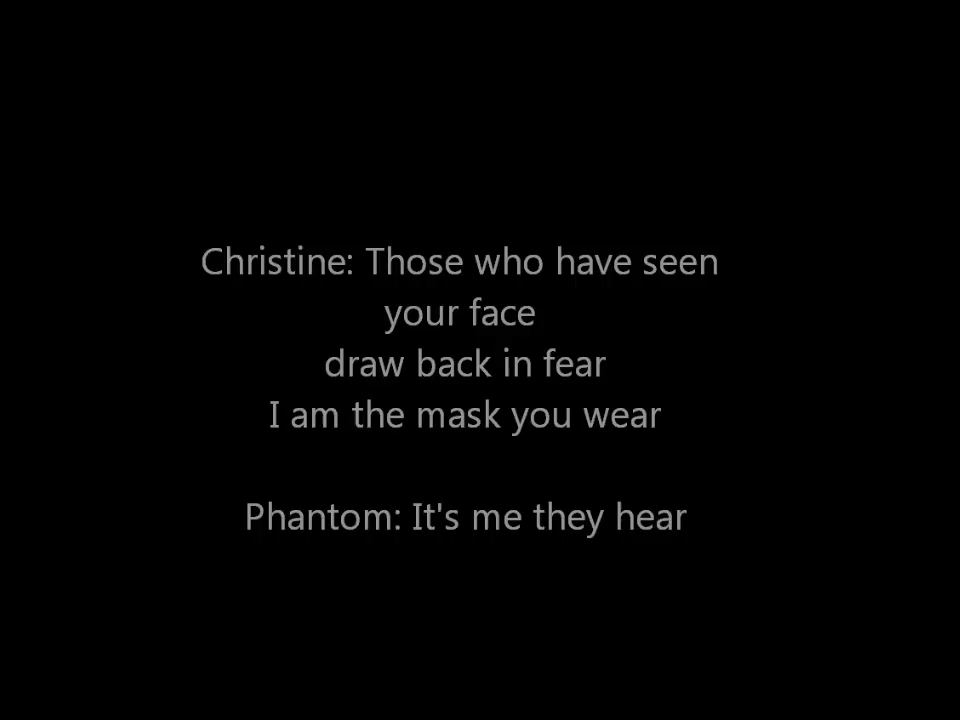 Christine: Those who have seen
your face
draw back in fear
I am the mask you wear
Phantom: It's me they hear